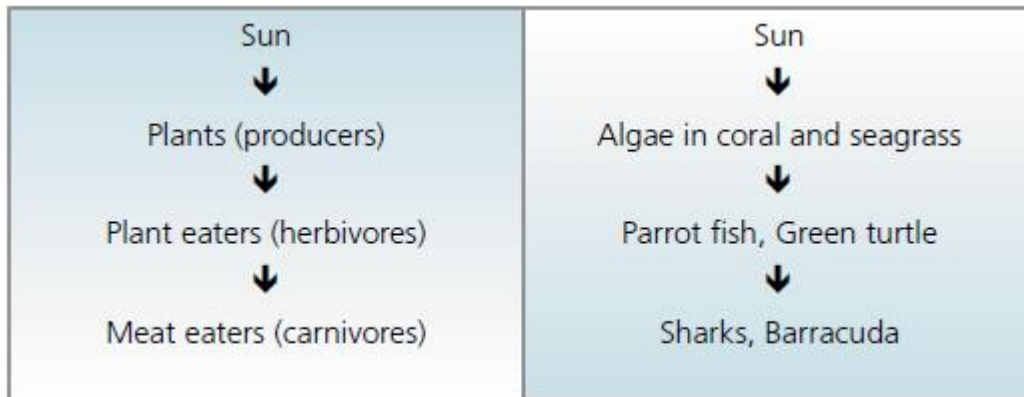 Sun
Plants (producers)
Plant eaters (herbivores)
Meat eaters (carnivores)
Sun
Algae in coral and seagrass
Parrot fish, Green turtle
Sharks, Barracuda